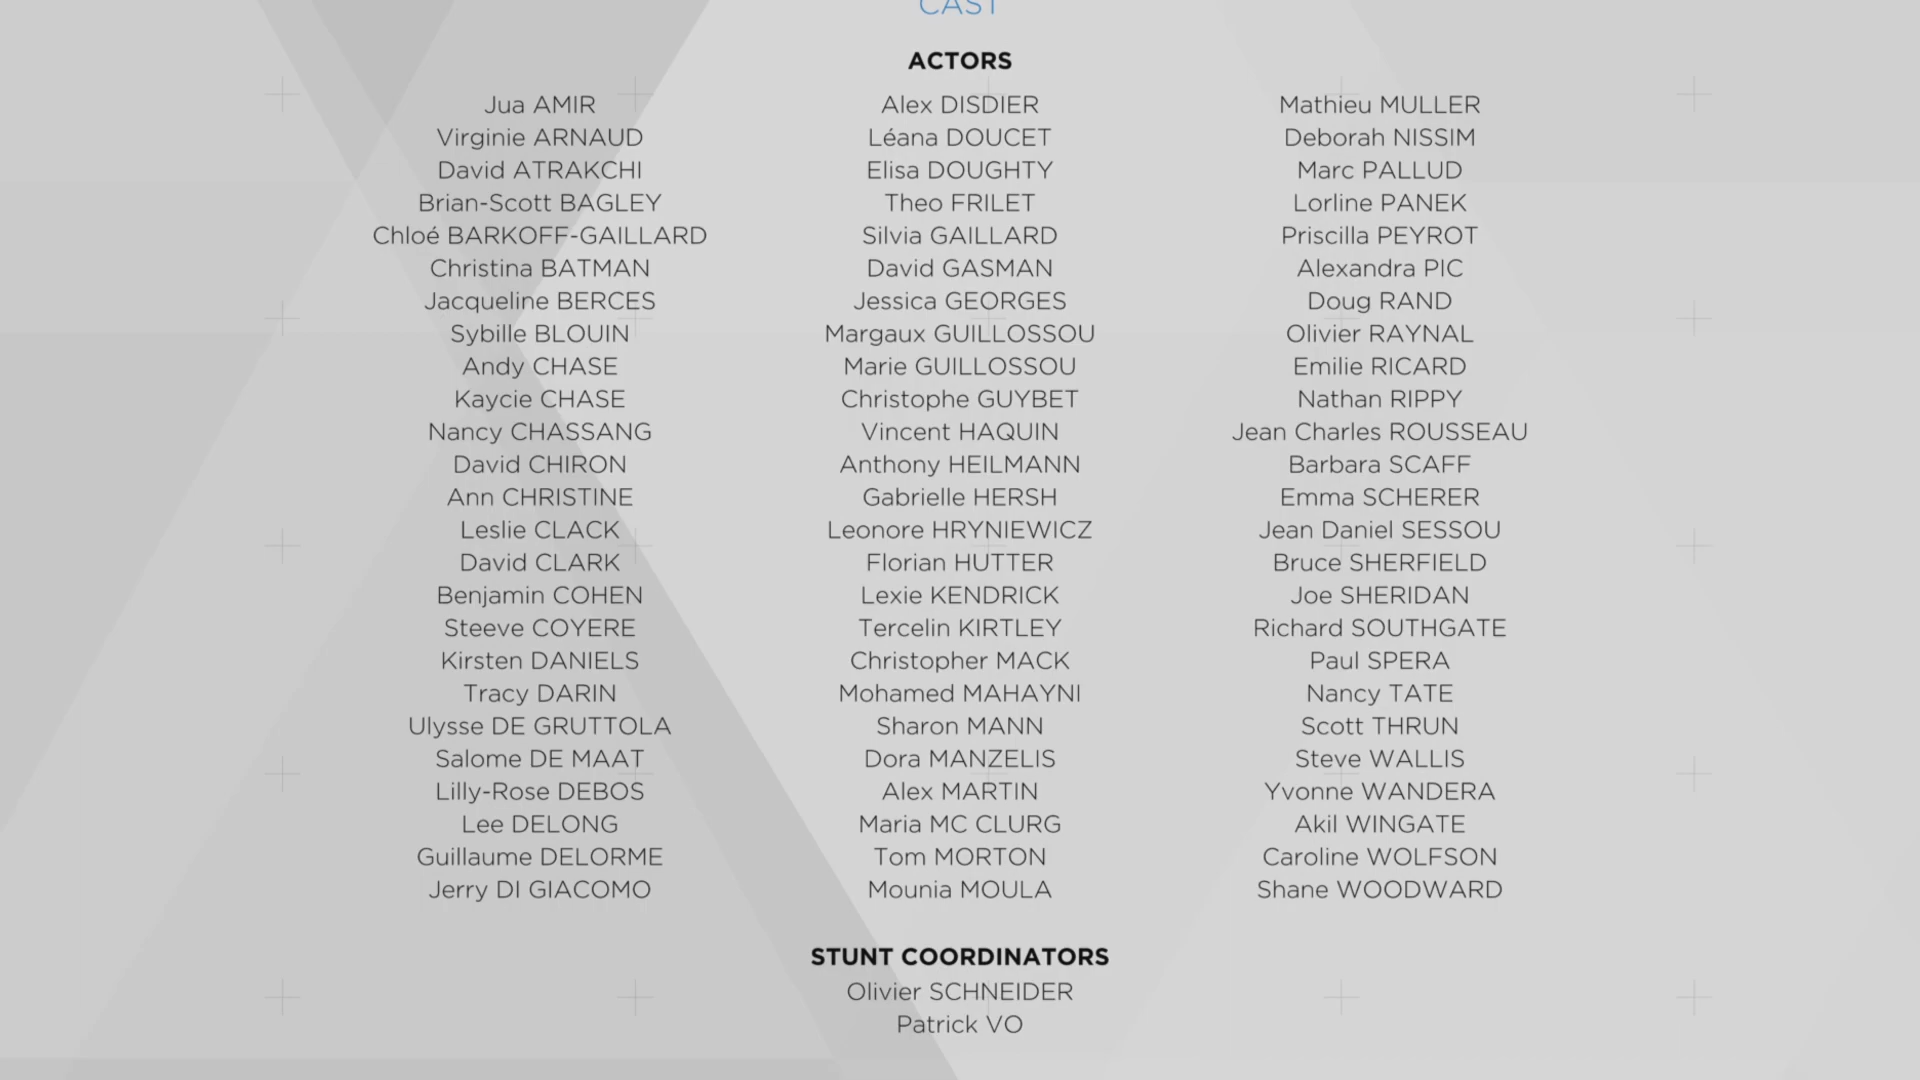 CAST
ACTORS
Jua AMIR
Virginie ARNAUD
David ATRAKCHI
Brian-Scott BAGLEY
Chloé BARKOFF-GAILLARD
Christina BATMAN
Jacqueline BERCES
Sybille BLOUIN
Andy CHASE
Kaycie CHASE
Nancy CHASSANG
David CHIRON
Ann CHRISTINE
Leslie CLACK
David CLARK
Benjamin COHEN
Steeve COYERE
Kirsten DANIELS
Tracy DARIN
Ulysse DE GRUTTOLA
Salome DE MAAT
Lilly-Rose DEBOS
Lee DELONG
Guillaume DELORME
Jerry DI GIACOMO
Alex DISDIER
Léana DOUCET
Elisa DOUGHTY
Theo FRILET
Silvia GAILLARD
David GASMAN
Jessica GEORGES
Margaux GUILLOSSOU
Marie GUILLOSSOU
Christophe GUYBET
Vincent HAQUIN
Anthony HEILMANN
Gabrielle HERSH
Leonore HRYNIEWICZ
Florian HUTTER
Lexie KENDRICK
Tercelin KIRTLEY
Christopher MACK
Mohamed MAHAYNI
Sharon MANN
Dora MANZELIS
Alex MARTIN
Maria MC CLURG
Tom MORTON
Mounia MOULA
Mathieu MULLER
Deborah NISSIM
Marc PALLUD
Lorline PANEK
Priscilla PEYROT
Alexandra PIC
Doug RAND
Olivier RAYNAL
Emilie RICARD
Nathan RIPPY
Jean Charles ROUSSEAU
Barbara SCAFF
Emma SCHERER
Jean Daniel SESSOU
Bruce SHERFIELD
Joe SHERIDAN
Richard SOUTHGATE
Paul SPERA
Nancy TATE
Scott THRUN
Steve WALLIS
Yvonne WANDERA
Akil WINGATE
Caroline WOLFSON
Shane WOODWARD
STUNT COORDINATORS
Olivier SCHNEIDER
Patrick VO